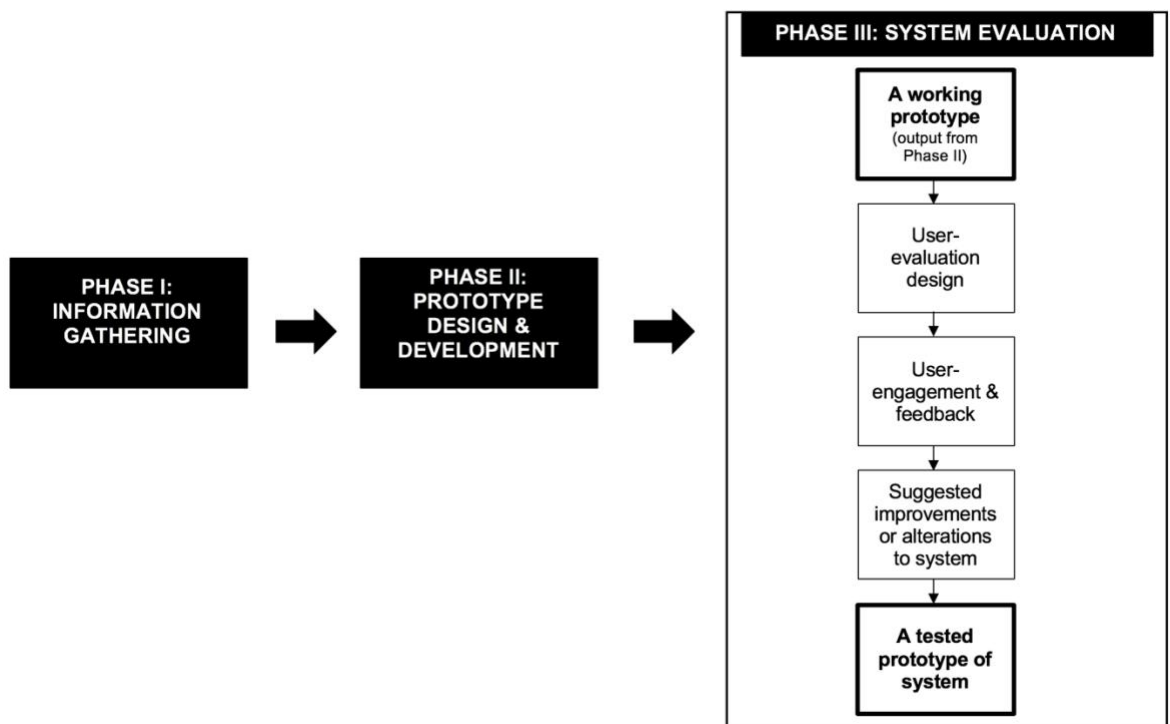 PHASE I:
INFORMATION
GATHERING
PHASE II:
PROTOTYPE
DESIGN &
DEVELOPMENT
PHASE III: SYSTEM EVALUATION
A working
prototype
(output from
Phase II)
User-
evaluation
design
User-
engagement &
feedback
Suggested
improvements
or alterations
to system
A tested
prototype of
system